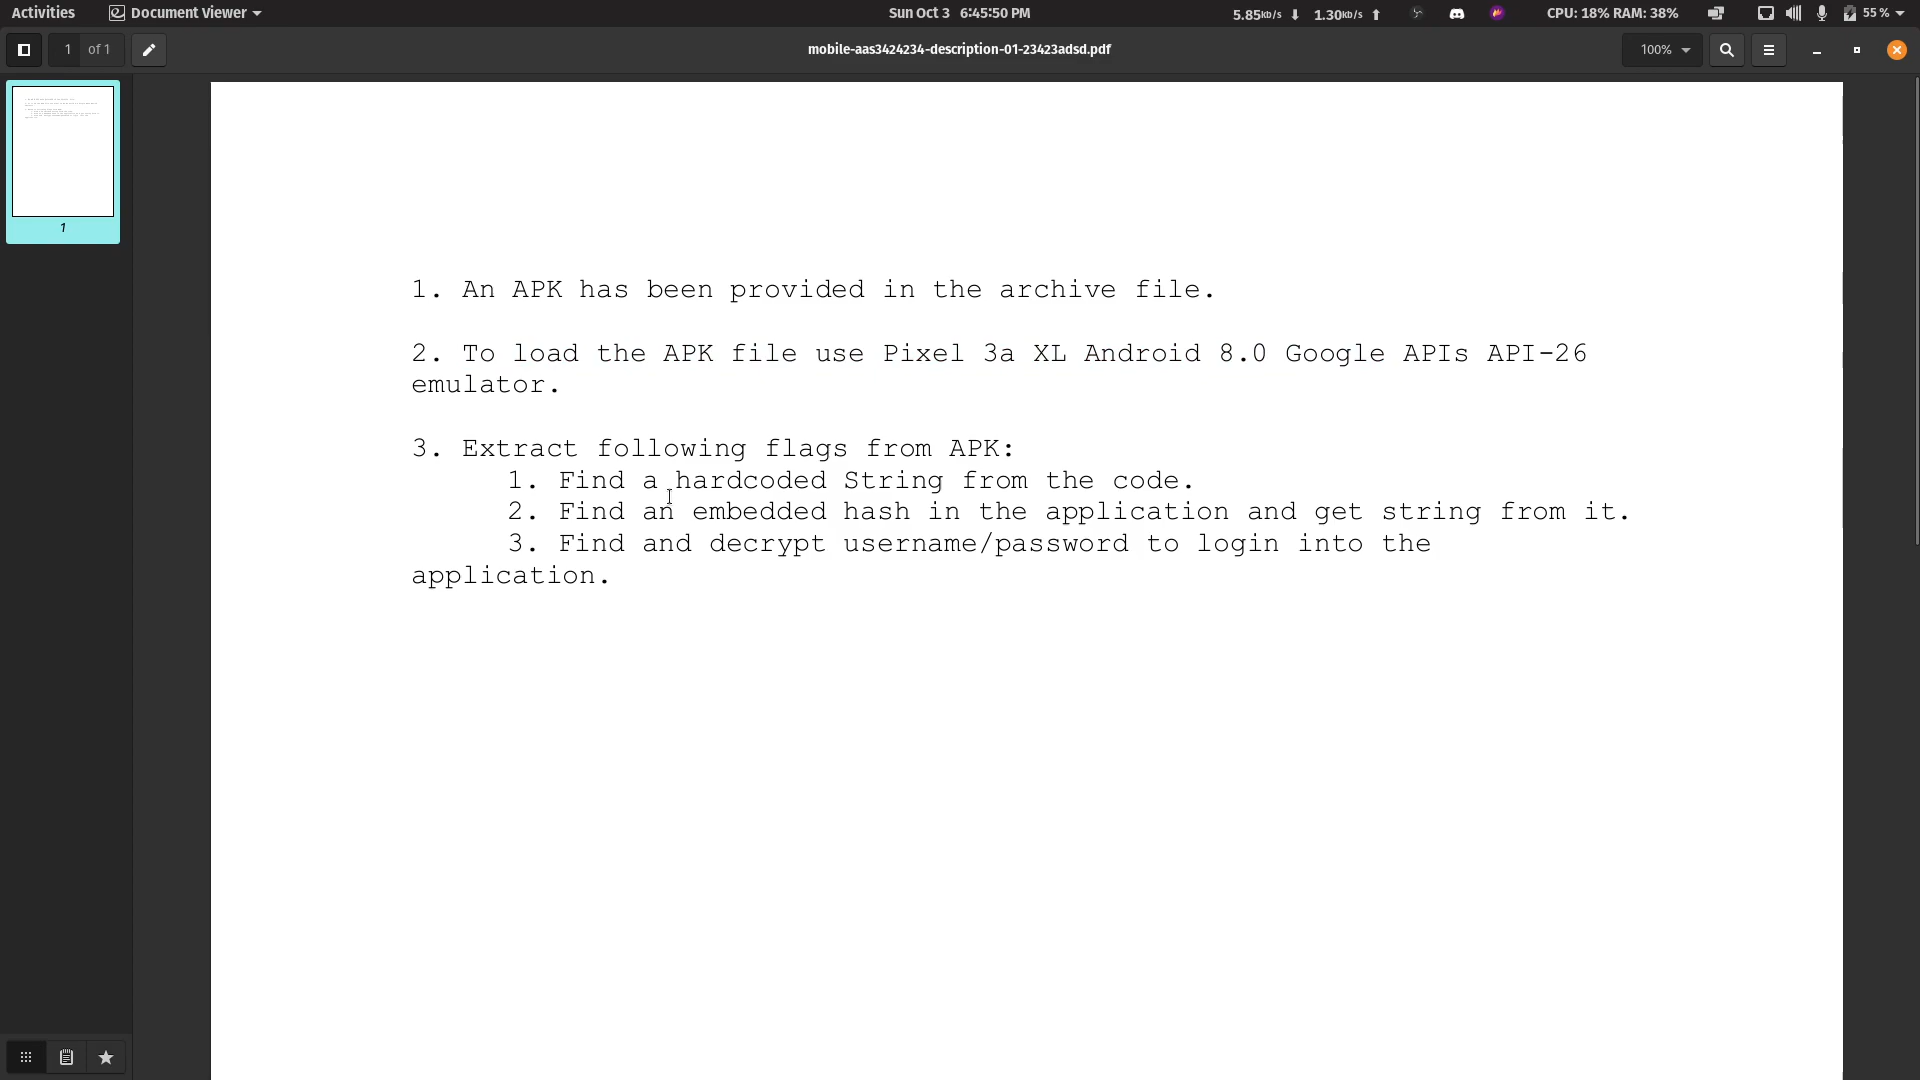 Activities Document Viewer Sun Oct 3 6:45:50 PM 5.85kb/s 1.30kb/s CPU: 18% RAM: 38% 55 %
1 of 1 mobile-aas3424234-description-01-23423adsd.pdf 100%
1
1. An APK has been provided in the archive file.
2. To load the APK file use Pixel 3a XL Android 8.0 Google APIs API-26
emulator.
3. Extract following flags from APK:
1. Find a hardcoded String from the code.
2. Find an embedded hash in the application and get string from it.
3. Find and decrypt username/password to login into the
application.